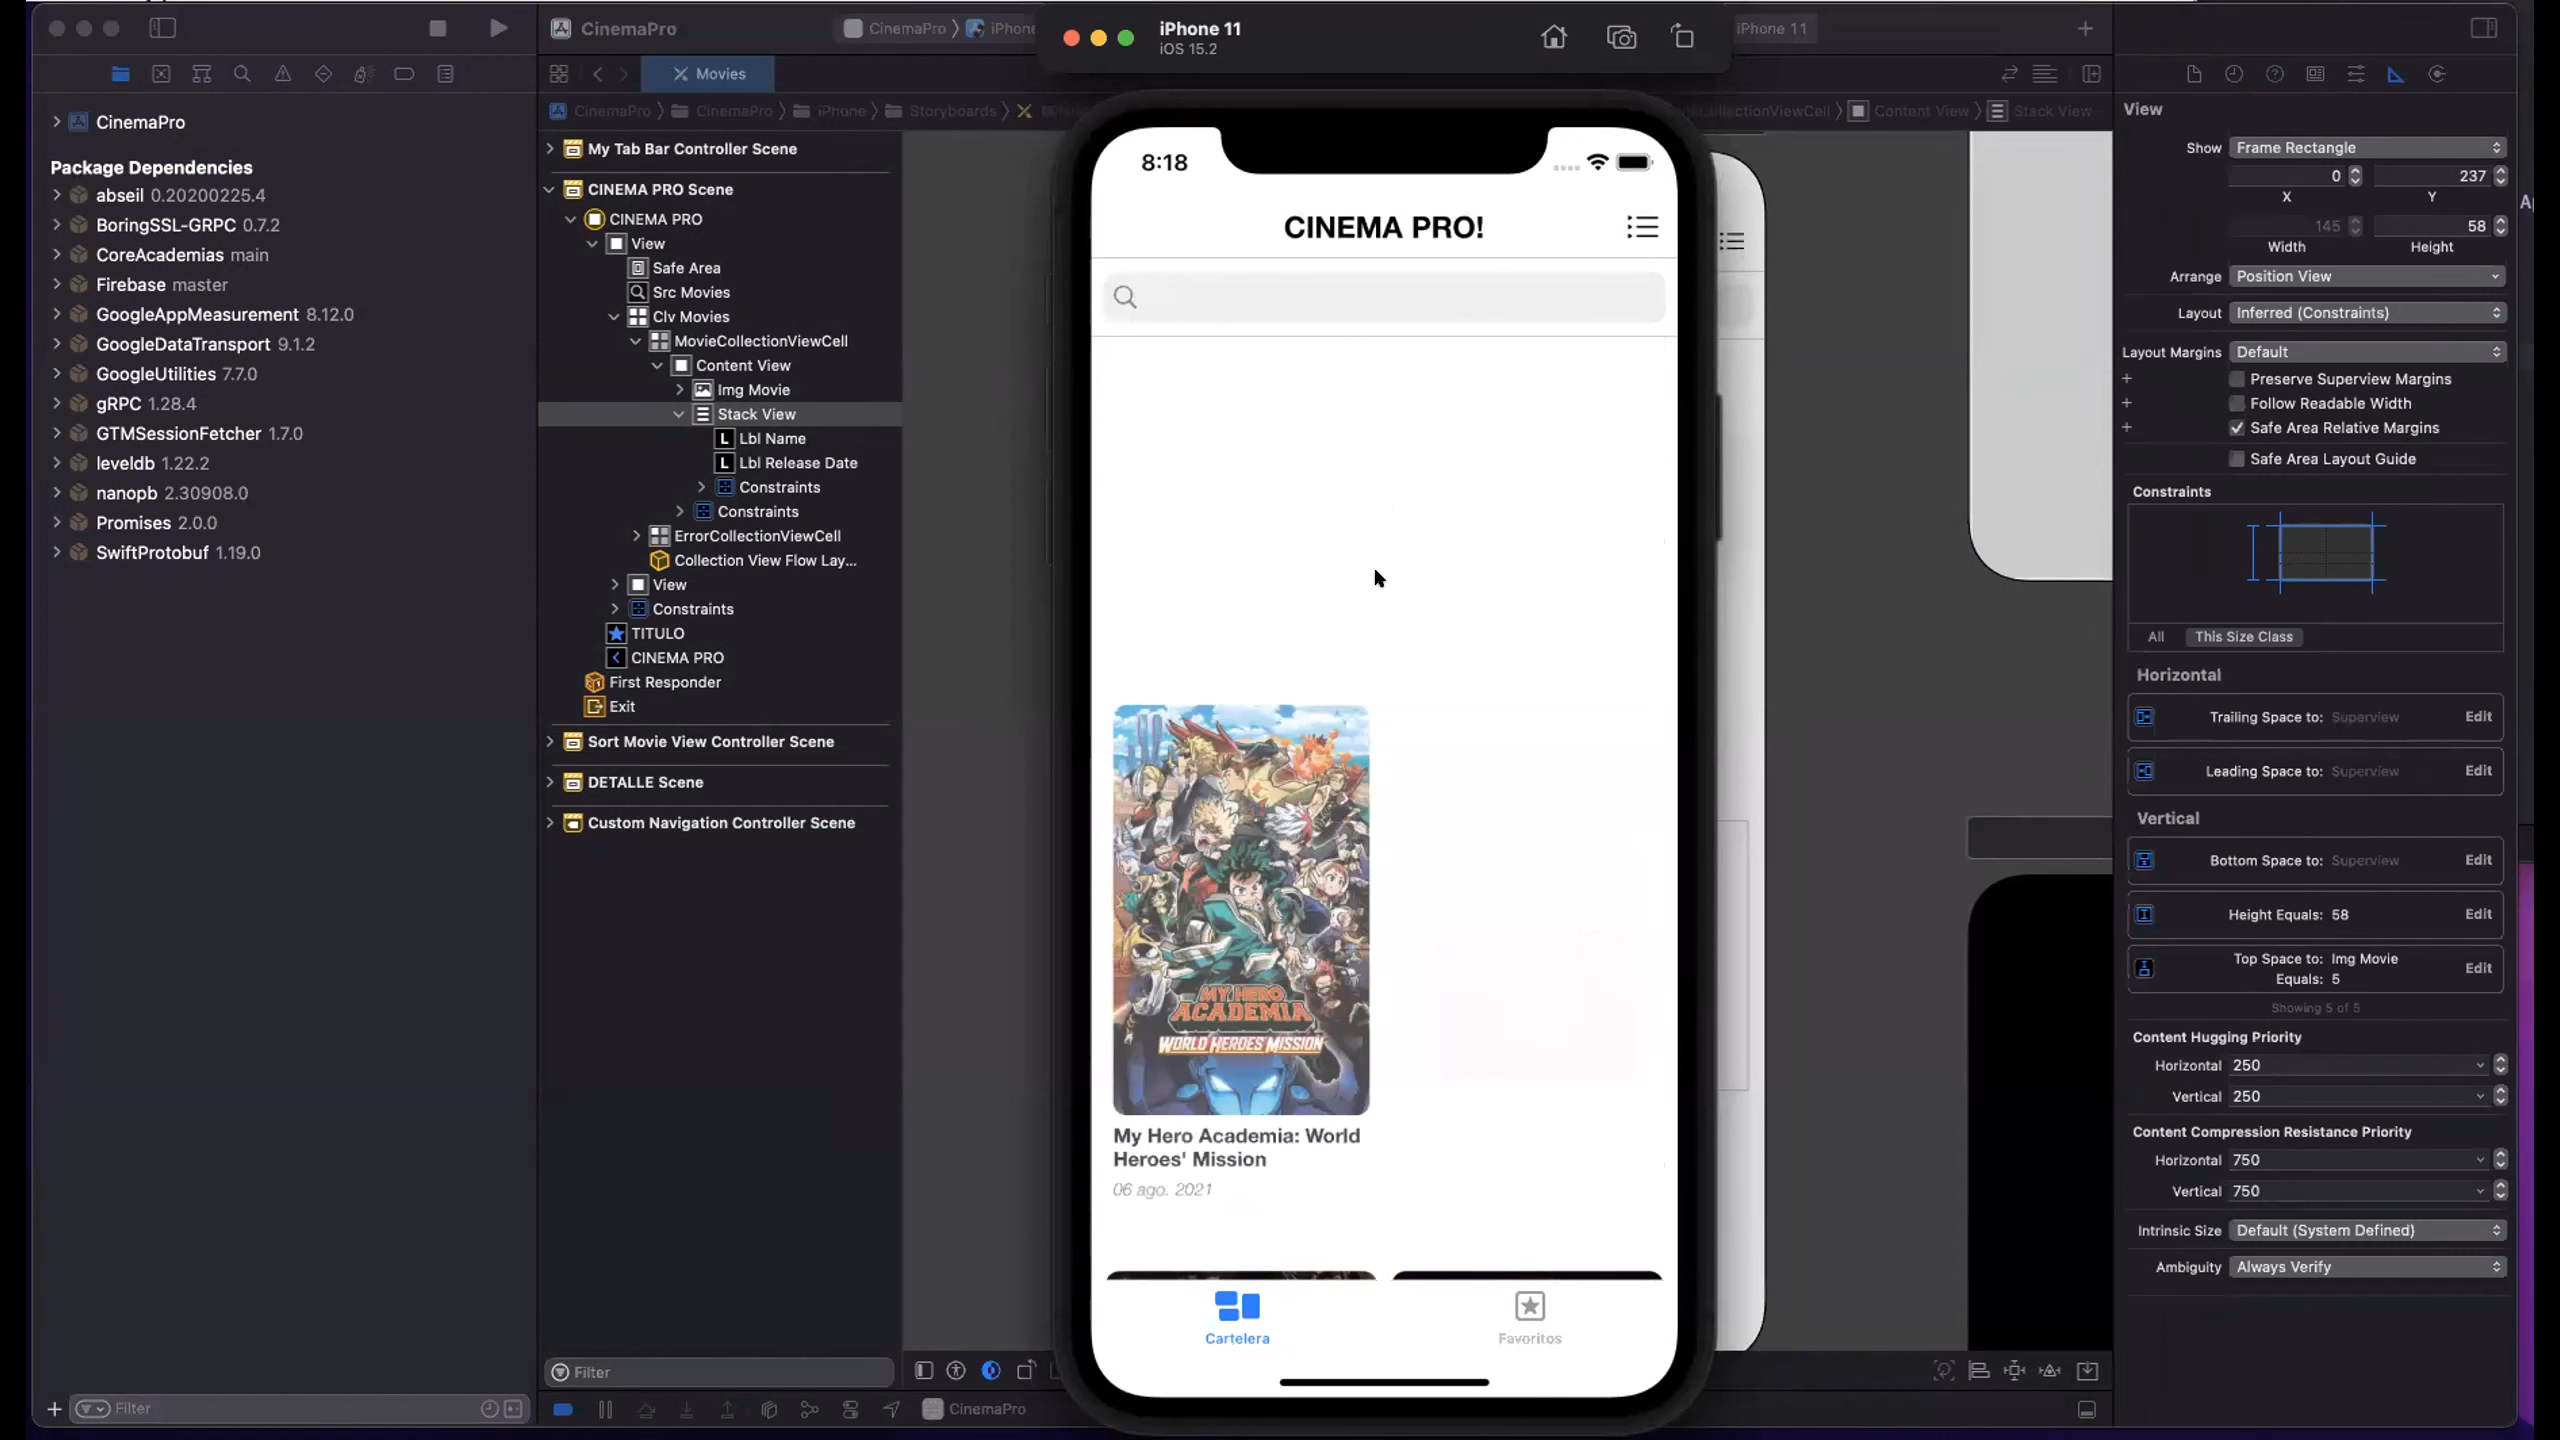 CinemaPro
CinemaPro
iPhone
iPhone 11
iOS 15.2
iPhone 11
Movies
CinemaPro
CinemaPro
iPhone
Storyboards
Content View
Stack View
View
CinemaPro
Package Dependencies
abseil 0.20200225.4
BoringSSL-GRPC 0.7.2
CoreAcademias main
Firebase master
GoogleAppMeasurement 8.12.0
GoogleDataTransport 9.1.2
GoogleUtilities 7.7.0
gRPC 1.28.4
GTMSessionFetcher 1.7.0
leveldb 1.22.2
nanopb 2.30908.0
Promises 2.0.0
SwiftProtobuf 1.19.0
Filter
My Tab Bar Controller Scene
CINEMA PRO Scene
CINEMA PRO
View
Safe Area
Src Movies
Clv Movies
MovieCollectionViewCell
Content View
Img Movie
Stack View
L Lbl Name
L Lbl Release Date
Constraints
Constraints
ErrorCollectionViewCell
Collection View Flow Lay...
View
Constraints
TITULO
CINEMA PRO
First Responder
Exit
Sort Movie View Controller Scene
DETALLE Scene
Custom Navigation Controller Scene
Filter
CinemaPro
8:18
CINEMA PRO!
MY HERO
ACADEMIA
WORLD HEROES' MISSION
My Hero Academia: World
Heroes' Mission
06 ago. 2021
Cartelera
Favoritos
Show Frame Rectangle
0 237
X Y
145 58
Width Height
Arrange Position View
Layout Inferred (Constraints)
Layout Margins Default
Preserve Superview Margins
Follow Readable Width
Safe Area Relative Margins
Safe Area Layout Guide
Constraints
All This Size Class
Horizontal
Trailing Space to: Superview Edit
Leading Space to: Superview Edit
Vertical
Bottom Space to: Superview Edit
Height Equals: 58 Edit
Top Space to: Img Movie
Equals: 5
Edit
Showing 5 of 5
Content Hugging Priority
Horizontal 250
Vertical 250
Content Compression Resistance Priority
Horizontal 750
Vertical 750
Intrinsic Size Default (System Defined)
Ambiguity Always Verify